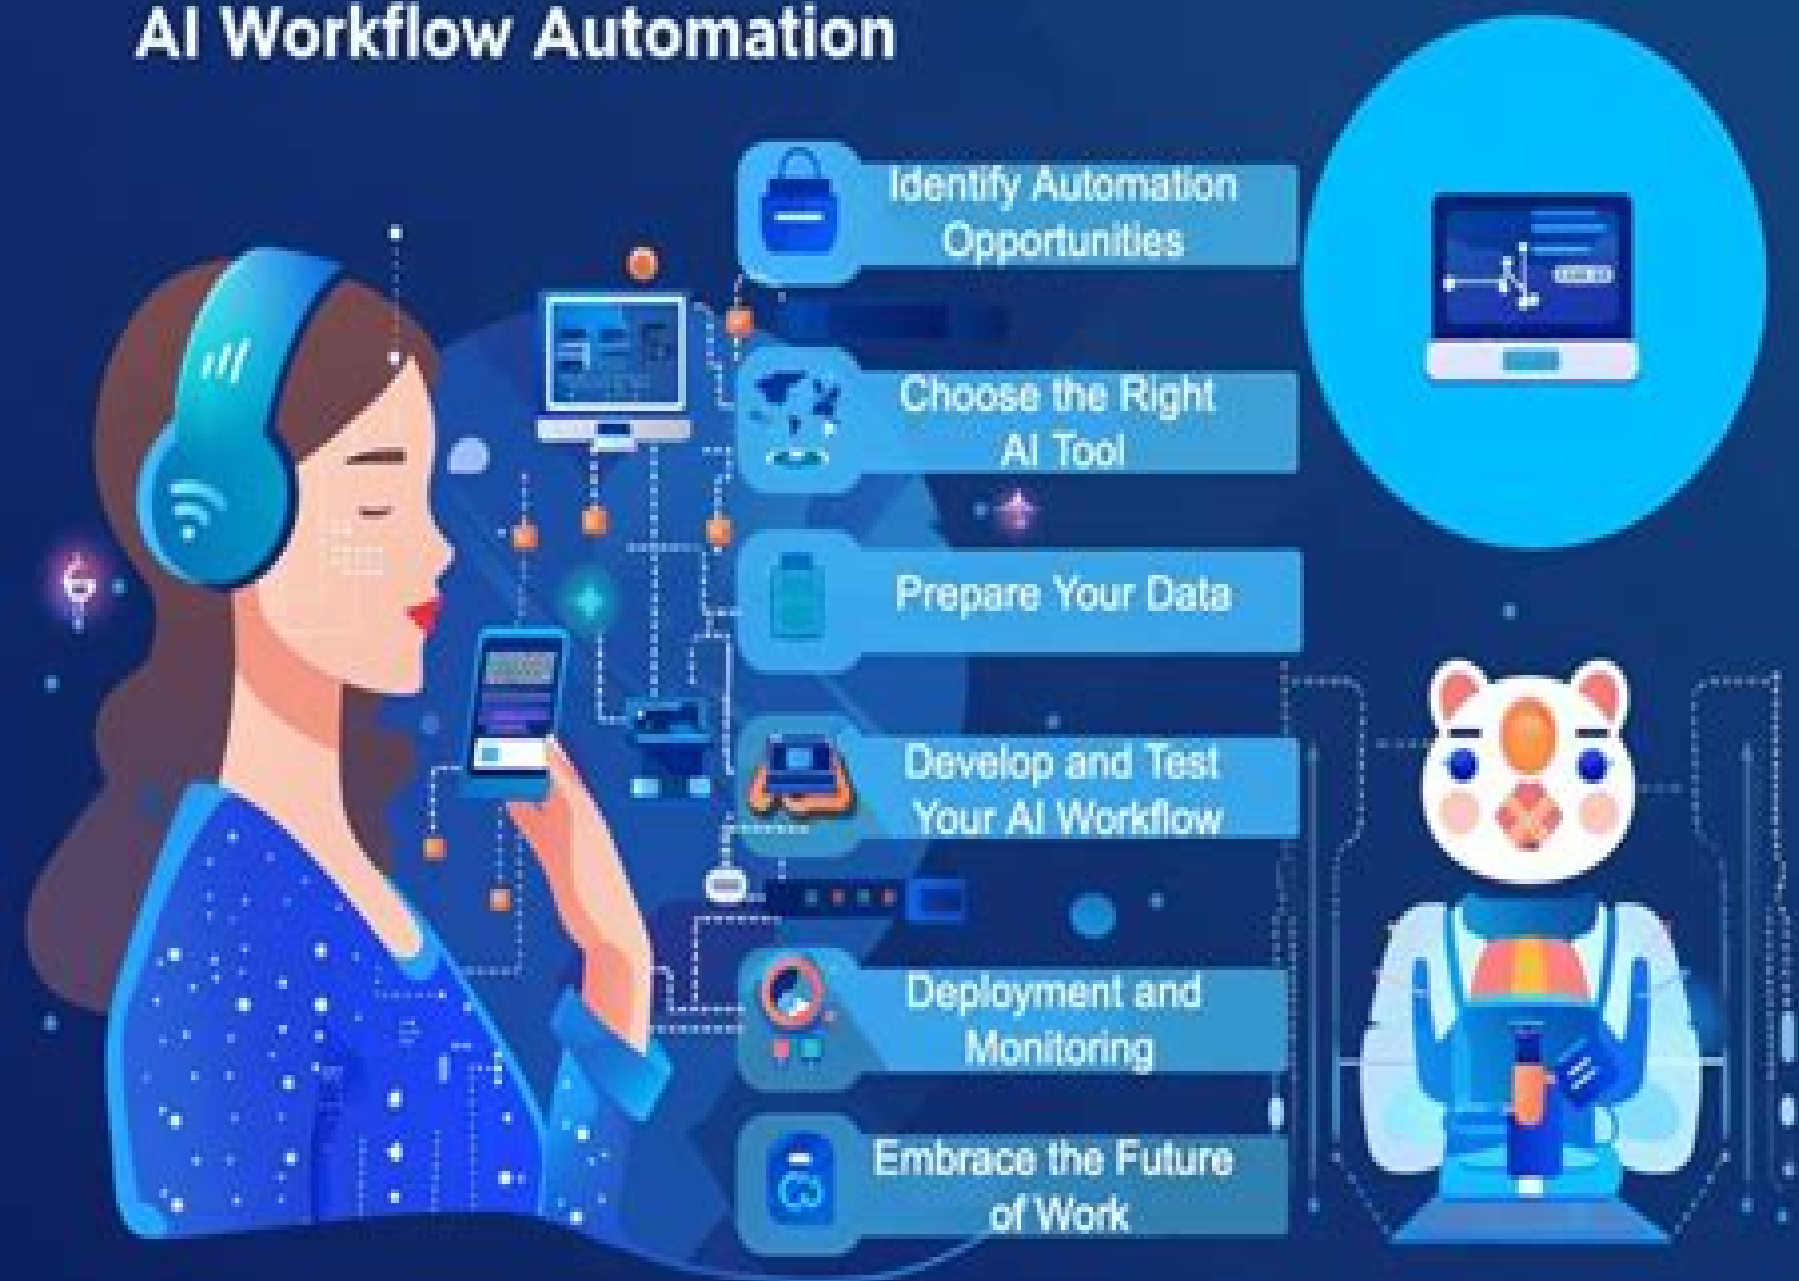 AI Workflow Automation
Identify Automation
Opportunities
Choose the Right
AI Tool
Prepare Your Data
Develop and Test
Your AI Workflow
Deployment and
Monitoring
Embrace the Future
of Work